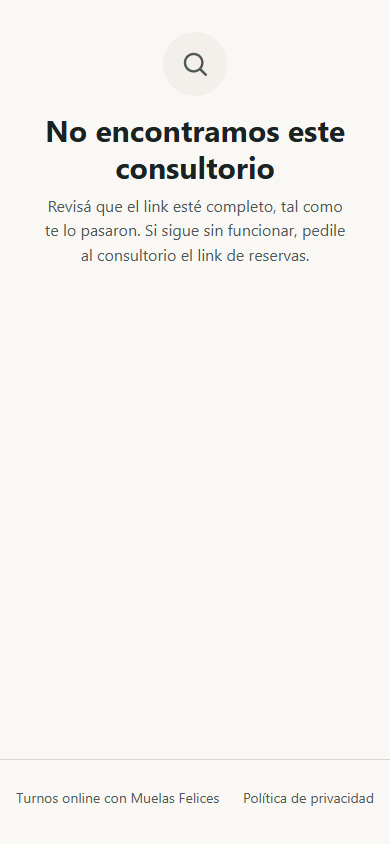 No encontramos este
consultorio
Revisá que el link esté completo, tal como
te lo pasaron. Si sigue sin funcionar, pedile
al consultorio el link de reservas.
Turnos online con Muelas Felices
Política de privacidad